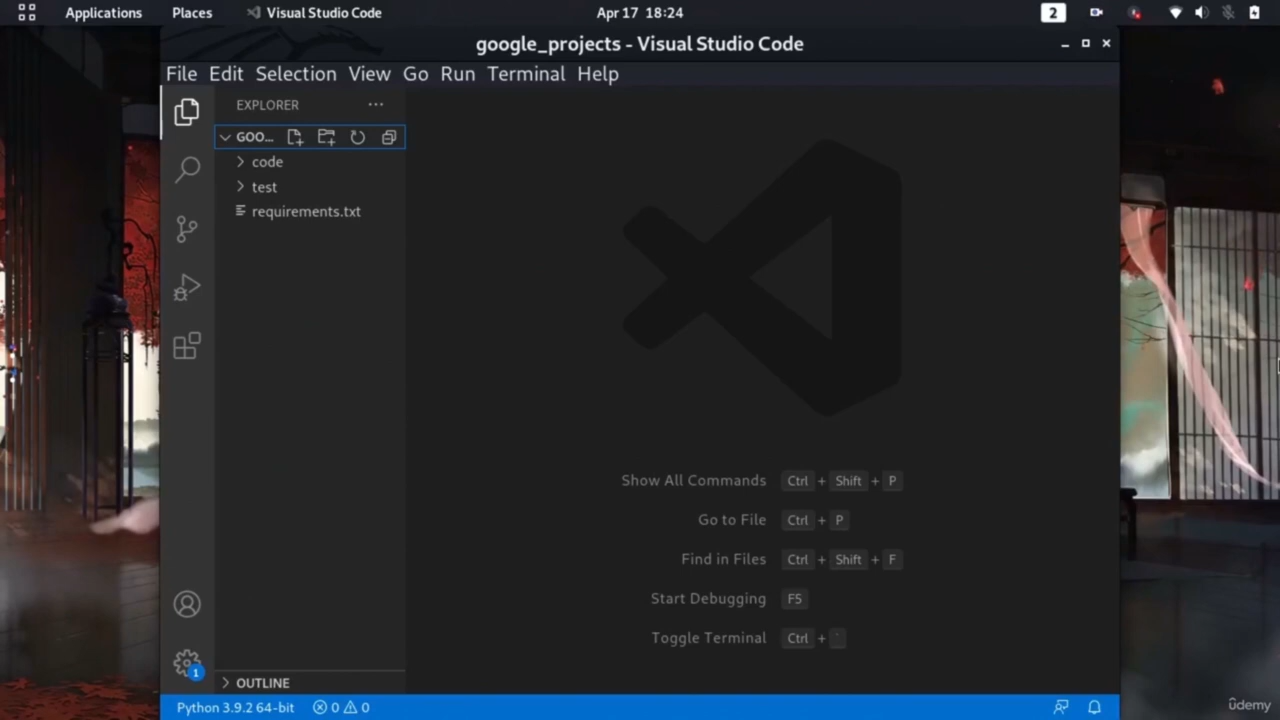 Applications Places Visual Studio Code Apr 17 18:24 2
google_projects - Visual Studio Code
File Edit Selection View Go Run Terminal Help
EXPLORER
GOO...
code
test
requirements.txt
Show All Commands Ctrl + Shift + P
Go to File Ctrl + P
Find in Files Ctrl + Shift + F
Start Debugging F5
Toggle Terminal Ctrl + `
1
OUTLINE
Python 3.9.2 64-bit 0 0
ûdemy